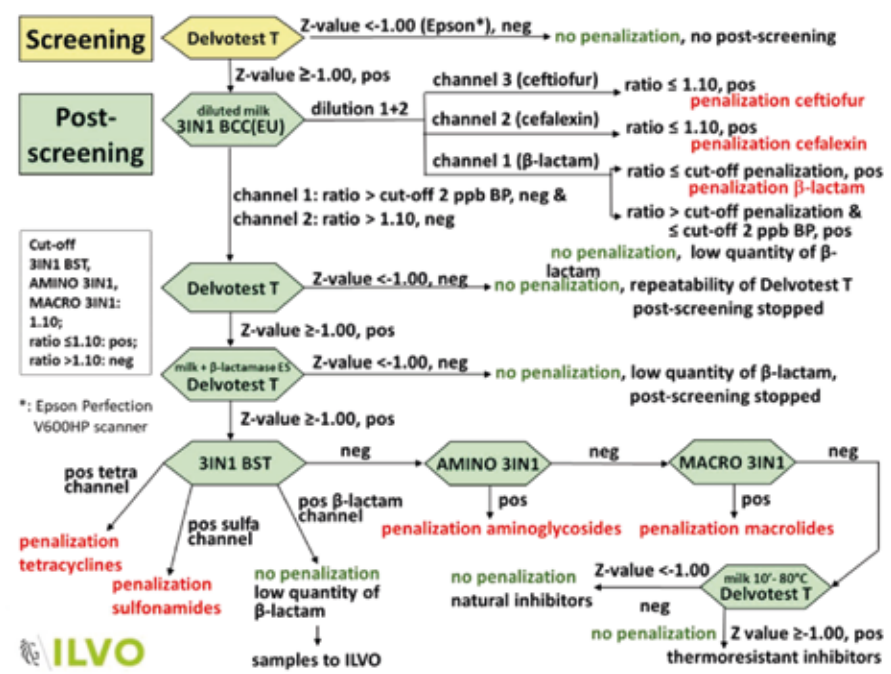 Screening
Delvotest T
Z-value <-1.00 (Epson*), neg
no penalization, no post-screening
Z-value ≥-1.00, pos
Post-
screening
diluted milk
3IN1 BCC(EU)
dilution 1+2
channel 3 (ceftiofur)
ratio ≤ 1.10, pos
penalization ceftiofur
channel 2 (cefalexin)
ratio ≤ 1.10, pos
penalization cefalexin
channel 1 (β-lactam)
ratio ≤ cut-off penalization, pos
penalization β-lactam
ratio > cut-off penalization &
≤ cut-off 2 ppb BP, pos
no penalization, low quantity of β-
lactam
channel 1: ratio > cut-off 2 ppb BP, neg &
channel 2: ratio > 1.10, neg
Cut-off
3IN1 BST,
AMINO 3IN1,
MACRO 3IN1:
1.10;
ratio ≤1.10: pos;
ratio >1.10: neg
*: Epson Perfection
V600HP scanner
Delvotest T
Z-value <-1.00, neg
no penalization, repeatability of Delvotest T
post-screening stopped
Z-value ≥-1.00, pos
milk + β-lactamase ES
Delvotest T
Z-value <-1.00, neg
no penalization, low quantity of β-lactam,
post-screening stopped
Z-value ≥-1.00, pos
3IN1 BST
neg
AMINO 3IN1
neg
MACRO 3IN1
neg
pos tetra
channel
penalization
tetracyclines
pos sulfa
channel
penalization
sulfonamides
pos β-lactam
channel
no penalization
low quantity of
β-lactam
samples to ILVO
pos
penalization aminoglycosides
pos
penalization macrolides
milk 10'- 80°C
Delvotest T
Z-value <-1.00
neg
no penalization
natural inhibitors
no penalization
Z value ≥-1.00, pos
thermoresistant inhibitors
ILVO